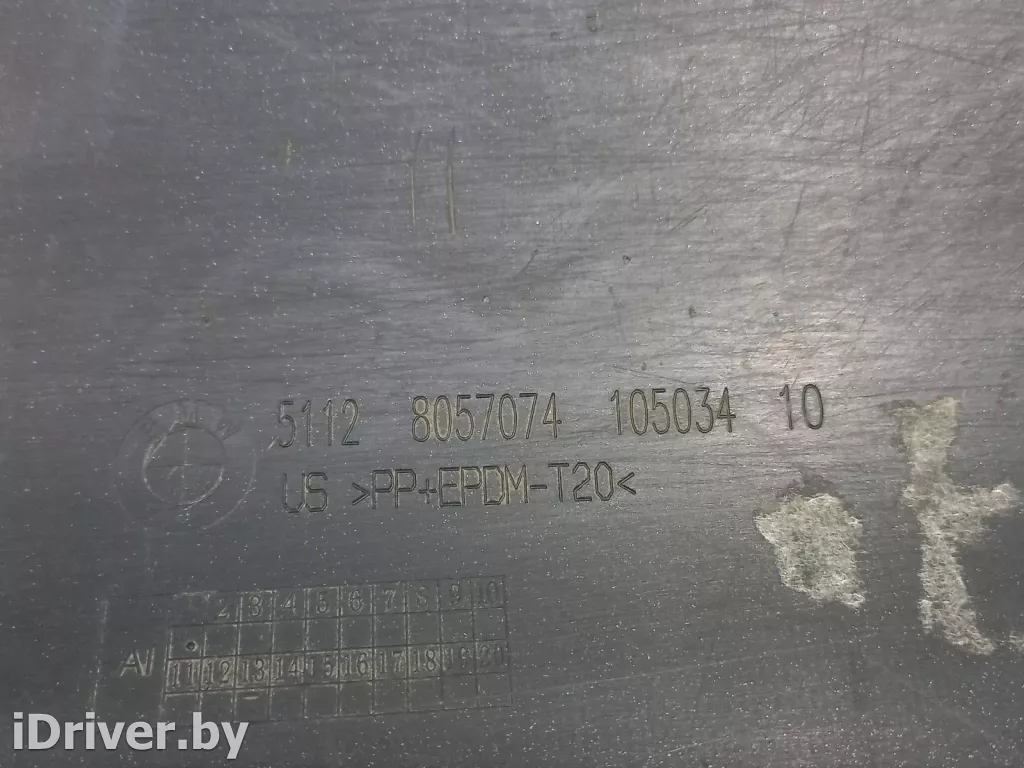 BMW
5112 8057074 105034 10
US >PP+EPDM-T20<
2 3 4 5 6 7 8 9 10
AI 11 12 13 14 15 16 17 18 19 20
iDriver.by